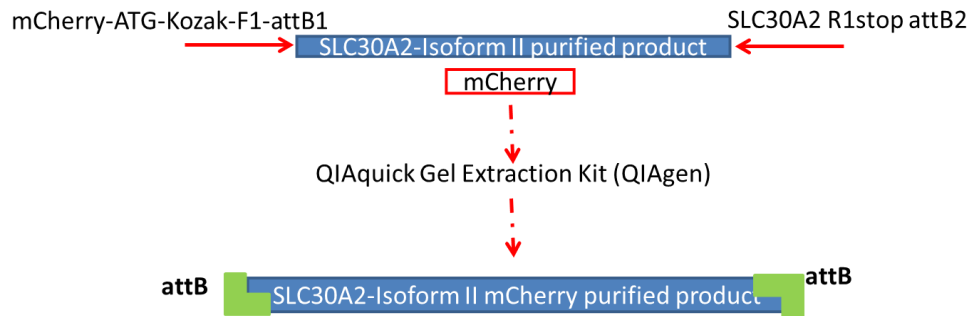 mCherry-ATG-Kozak-F1-attB1
SLC30A2 R1stop attB2
SLC30A2-Isoform II purified product
mCherry
QIAquick Gel Extraction Kit (QIAgen)
attB
attB
SLC30A2-Isoform II mCherry purified product